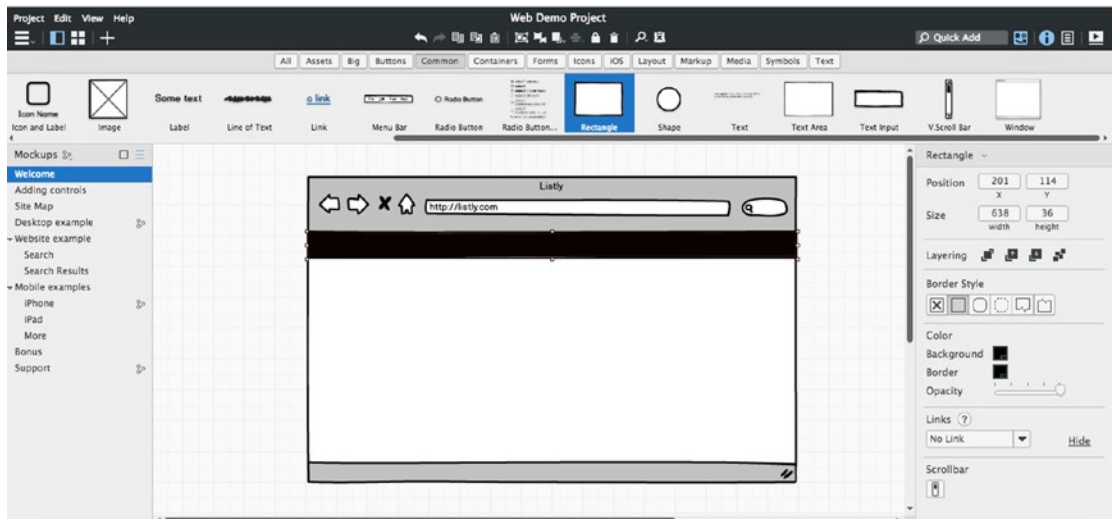 Web Demo Project
Project Edit View Help
Quick Add
All Assets Big Buttons Common Containers Forms Icons iOS Layout Markup Media Symbols Text
Icon Name
Some text
a link
Radio Button
Icon and Label Image Label Line of Text Link Menu Bar Radio Button Radio Button... Rectangle Shape Text Text Area Text Input V.Scroll Bar Window
Mockups
Welcome
Adding controls
Site Map
Desktop example
Website example
Search
Search Results
Mobile examples
iPhone
iPad
More
Bonus
Support
Listly
http://listly.com
Rectangle
Position 201 114
X Y
Size 638 36
width height
Layering
Border Style
Color
Background
Border
Opacity
Links ?
No Link Hide
Scrollbar